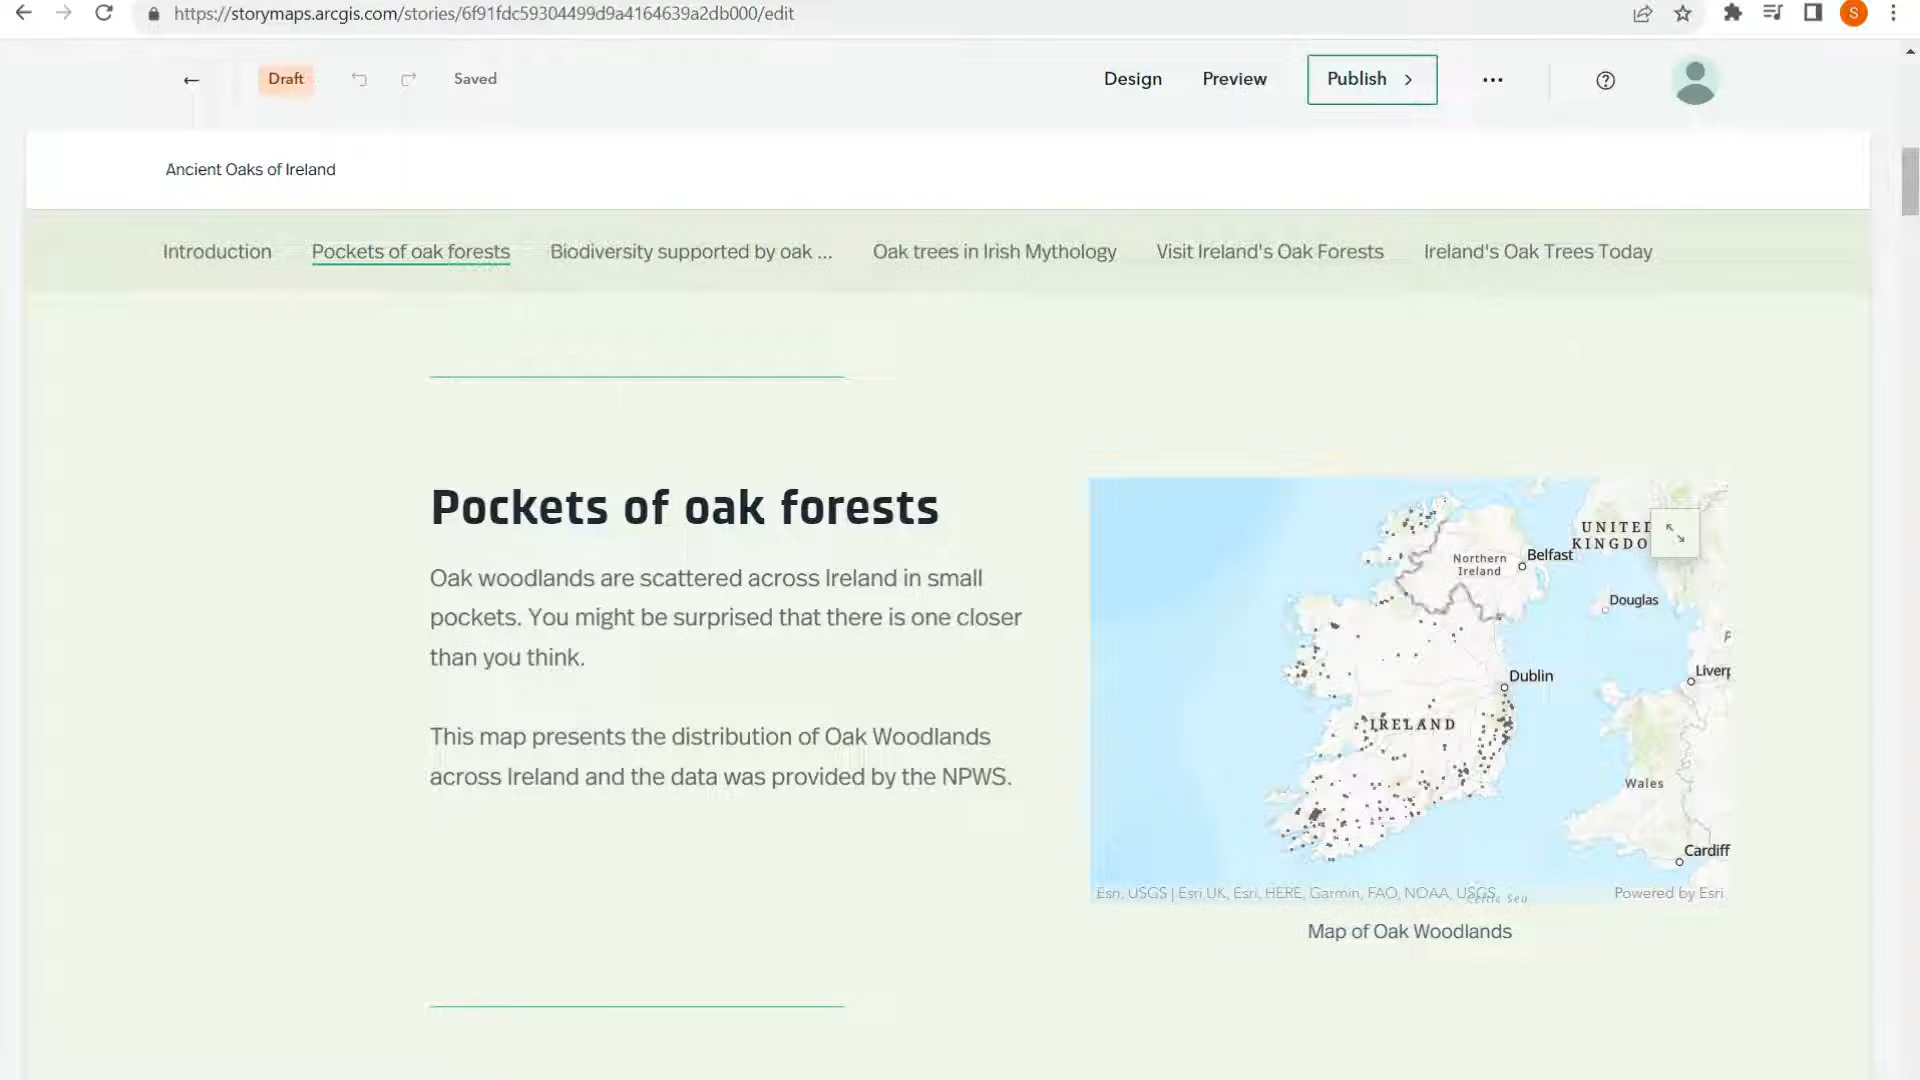 https://storymaps.arcgis.com/stories/6f91fdc59304499d9a4164639a2db000/edit
S
Draft
Saved
Design
Preview
Publish
Ancient Oaks of Ireland
Introduction
Pockets of oak forests
Biodiversity supported by oak ...
Oak trees in Irish Mythology
Visit Ireland's Oak Forests
Ireland's Oak Trees Today
Pockets of oak forests
Oak woodlands are scattered across Ireland in small
pockets. You might be surprised that there is one closer
than you think.
This map presents the distribution of Oak Woodlands
across Ireland and the data was provided by the NPWS.
UNITED
KINGDO
Northern
Ireland
Belfast
Douglas
Dublin
Liverp
IRELAND
Wales
Cardiff
Celtic Sea
Esri, USGS | Esri UK, Esri, HERE, Garmin, FAO, NOAA, USGS
Powered by Esri
Map of Oak Woodlands